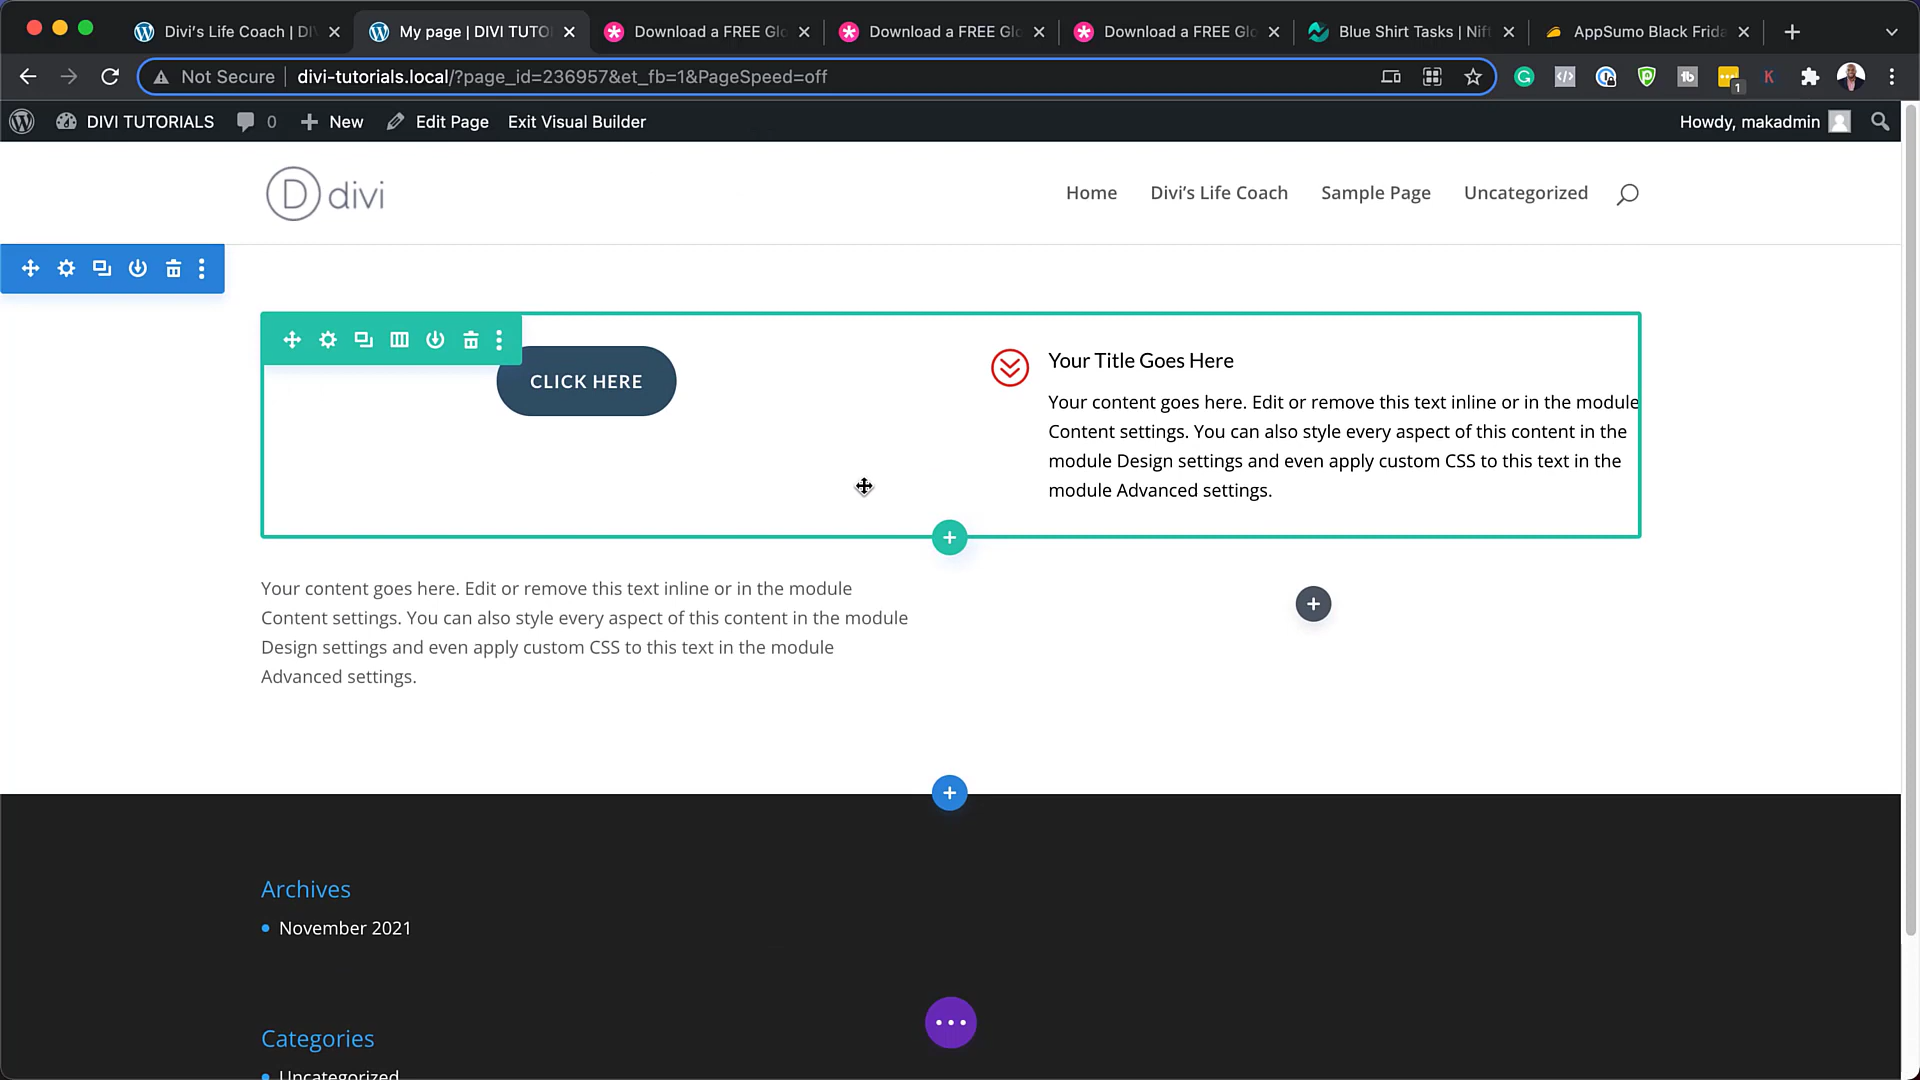 Divi's Life Coach | DI
My page | DIVI TUTO
Download a FREE Glo
Download a FREE Glo
Download a FREE Glo
Blue Shirt Tasks | Nift
AppSumo Black Frida
Not Secure
divi-tutorials.local/?page_id=236957&et_fb=1&PageSpeed=off
1
DIVI TUTORIALS
0
New
Edit Page
Exit Visual Builder
Howdy, makadmin
D divi
Home
Divi's Life Coach
Sample Page
Uncategorized
CLICK HERE
Your Title Goes Here
Your content goes here. Edit or remove this text inline or in the module
Content settings. You can also style every aspect of this content in the
module Design settings and even apply custom CSS to this text in the
module Advanced settings.
Your content goes here. Edit or remove this text inline or in the module
Content settings. You can also style every aspect of this content in the module
Design settings and even apply custom CSS to this text in the module
Advanced settings.
Archives
November 2021
Categories
Uncategorized